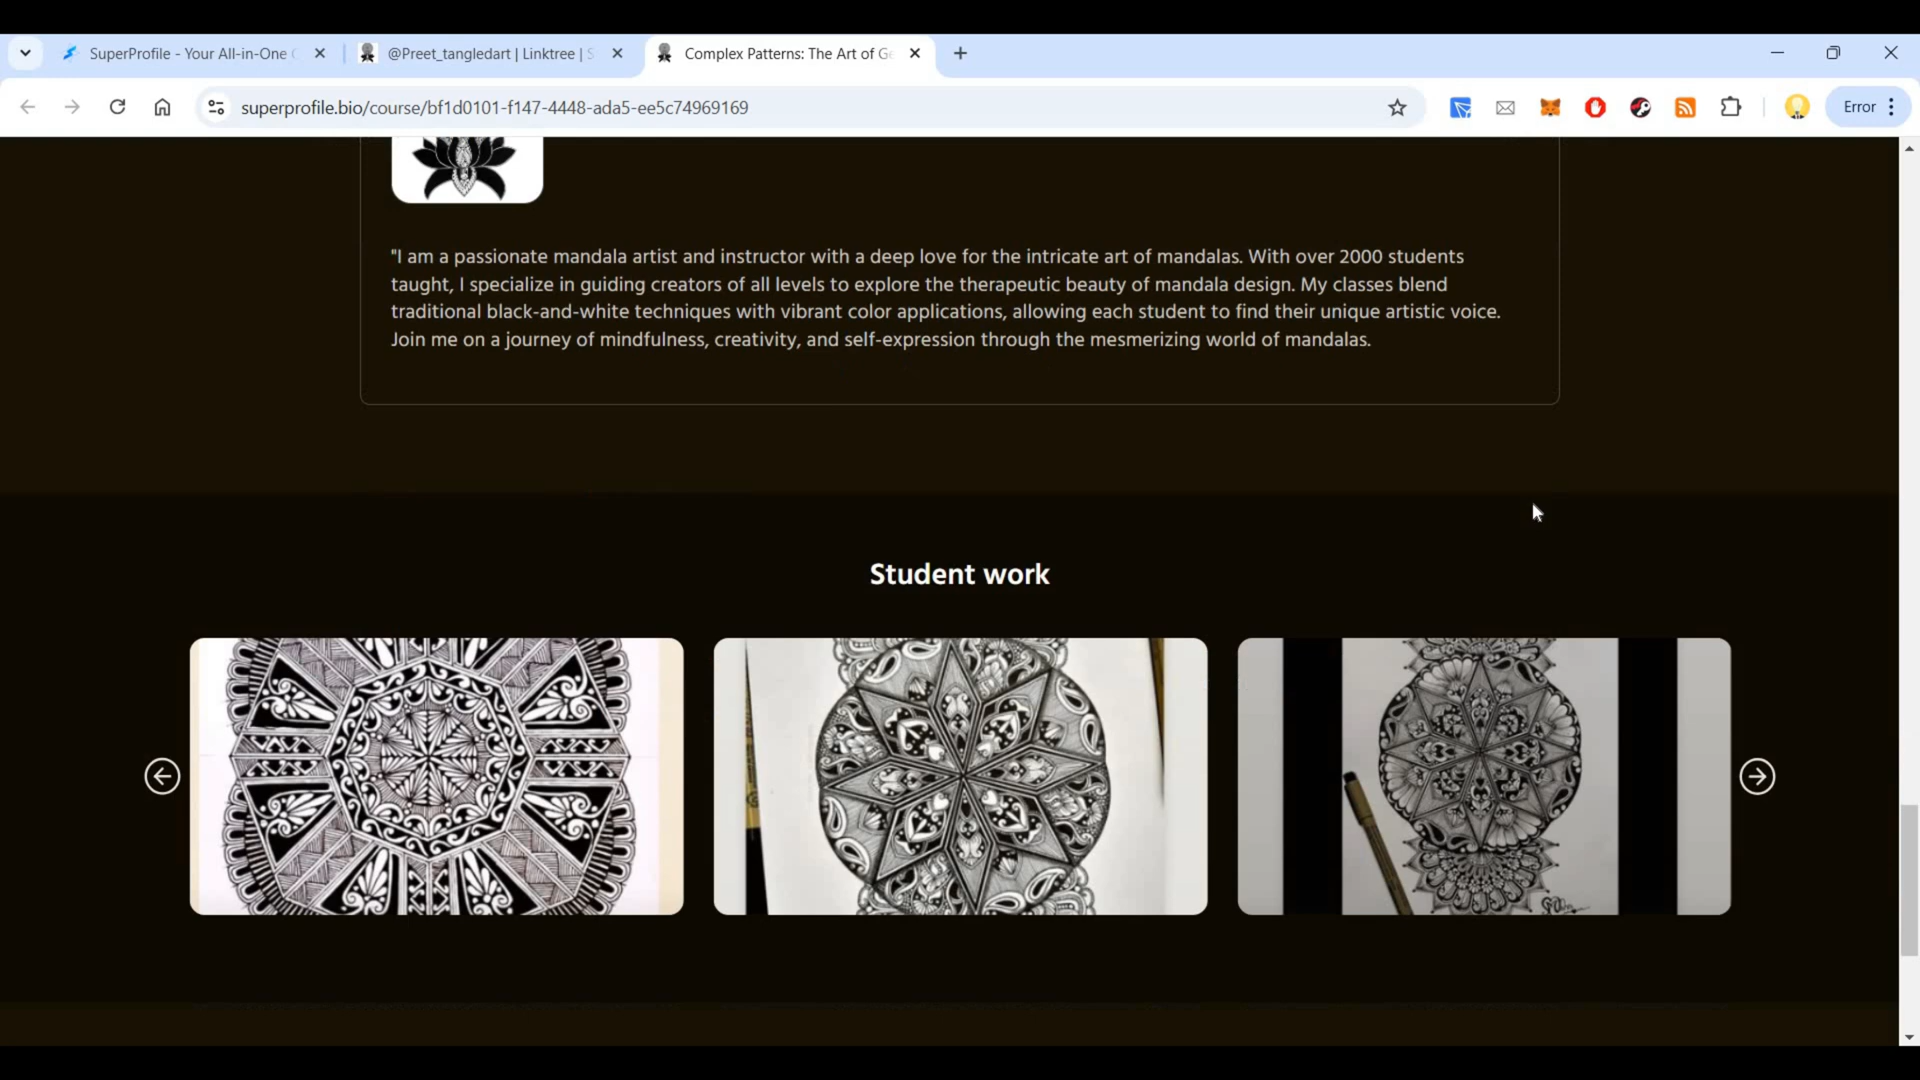 SuperProfile - Your All-in-One
@Preet_tangledart | Linktree |
Complex Patterns: The Art of Ge
superprofile.bio/course/bf1d0101-f147-4448-ada5-ee5c74969169
Error
"I am a passionate mandala artist and instructor with a deep love for the intricate art of mandalas. With over 2000 students
taught, I specialize in guiding creators of all levels to explore the therapeutic beauty of mandala design. My classes blend
traditional black-and-white techniques with vibrant color applications, allowing each student to find their unique artistic voice.
Join me on a journey of mindfulness, creativity, and self-expression through the mesmerizing world of mandalas.
Student work